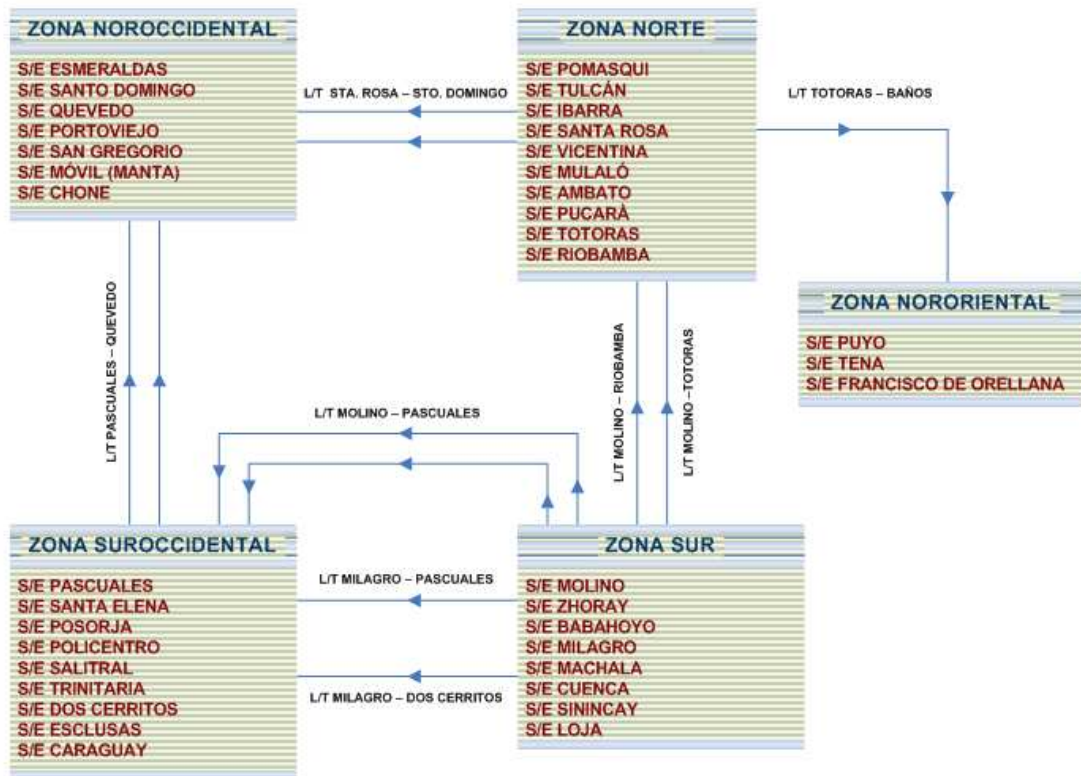 ZONA NOROCCIDENTAL
S/E ESMERALDAS
S/E SANTO DOMINGO
S/E QUEVEDO
S/E PORTOVIEJO
S/E SAN GREGORIO
S/E MÓVIL (MANTA)
S/E CHONE
L/T STA. ROSA – STO. DOMINGO
ZONA NORTE
S/E POMASQUI
S/E TULCÁN
S/E IBARRA
S/E SANTA ROSA
S/E VICENTINA
S/E MULALÓ
S/E AMBATO
S/E PUCARÀ
S/E TOTORAS
S/E RIOBAMBA
L/T TOTORAS – BAÑOS
ZONA NORORIENTAL
S/E PUYO
S/E TENA
S/E FRANCISCO DE ORELLANA
L/T PASCUALES – QUEVEDO
L/T MOLINO – PASCUALES
L/T MOLINO – RIOBAMBA
L/T MOLINO –TOTORAS
ZONA SUROCCIDENTAL
S/E PASCUALES
S/E SANTA ELENA
S/E POSORJA
S/E POLICENTRO
S/E SALITRAL
S/E TRINITARIA
S/E DOS CERRITOS
S/E ESCLUSAS
S/E CARAGUAY
L/T MILAGRO – PASCUALES
L/T MILAGRO – DOS CERRITOS
ZONA SUR
S/E MOLINO
S/E ZHORAY
S/E BABAHOYO
S/E MILAGRO
S/E MACHALA
S/E CUENCA
S/E SININCAY
S/E LOJA